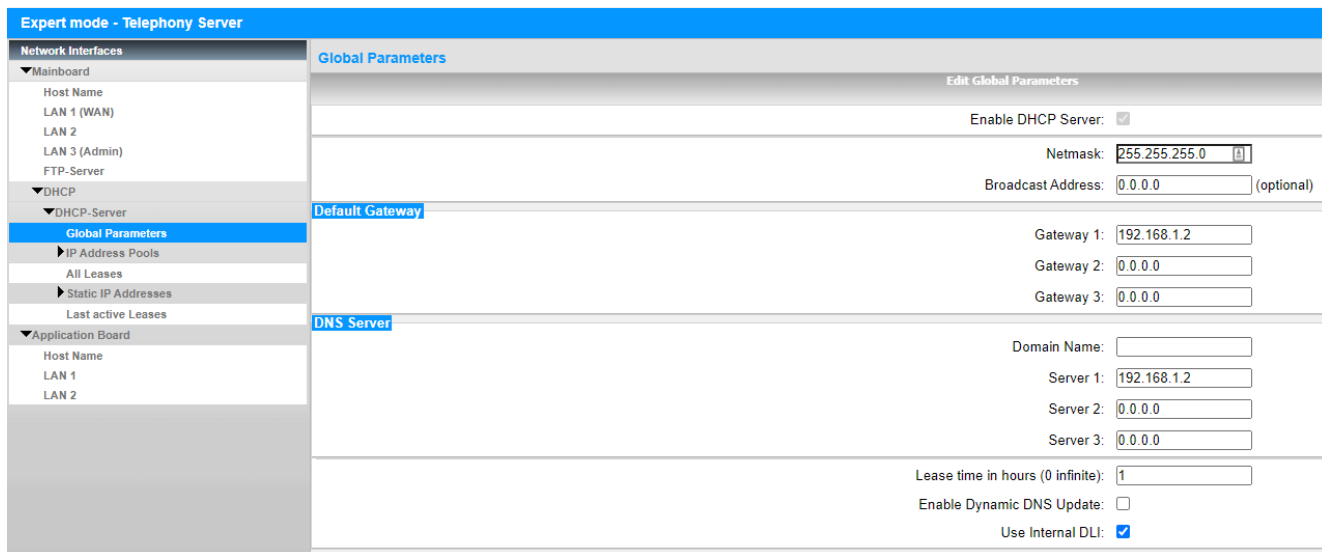 Expert mode - Telephony Server
Network Interfaces
Mainboard
Host Name
LAN 1 (WAN)
LAN 2
LAN 3 (Admin)
FTP-Server
DHCP
DHCP-Server
Global Parameters
IP Address Pools
All Leases
Static IP Addresses
Last active Leases
Application Board
Host Name
LAN 1
LAN 2
Global Parameters
Edit Global Parameters
Enable DHCP Server:
Netmask: 255.255.255.0
Broadcast Address: 0.0.0.0 (optional)
Default Gateway
Gateway 1: 192.168.1.2
Gateway 2: 0.0.0.0
Gateway 3: 0.0.0.0
DNS Server
Domain Name:
Server 1: 192.168.1.2
Server 2: 0.0.0.0
Server 3: 0.0.0.0
Lease time in hours (0 infinite): 1
Enable Dynamic DNS Update:
Use Internal DLI: